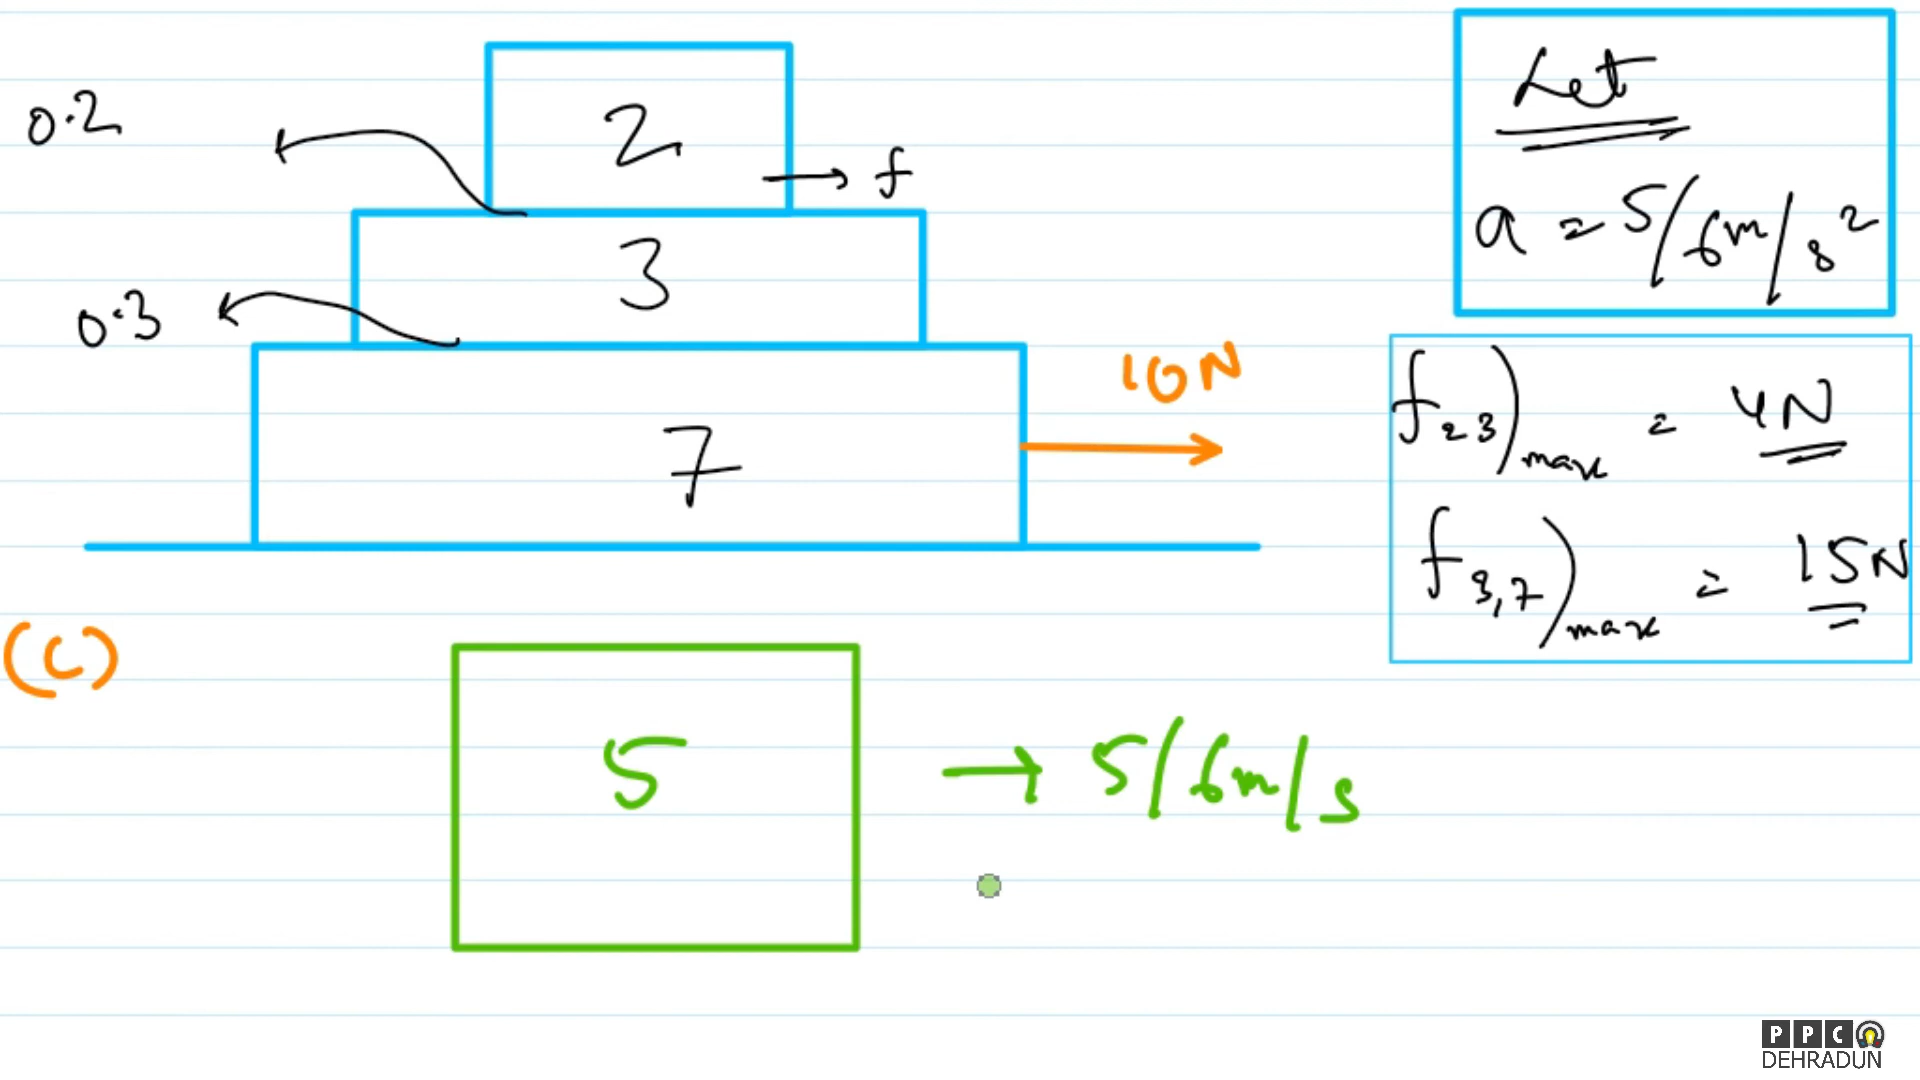 0.2
2
→ f
3
0.3
7
10N
Let
a = 5/6 m/s²
f₂₃)max = 4N
f₃,₇)max = 15N
(C)
5
→ 5/6 m/s
PPC
DEHRADUN